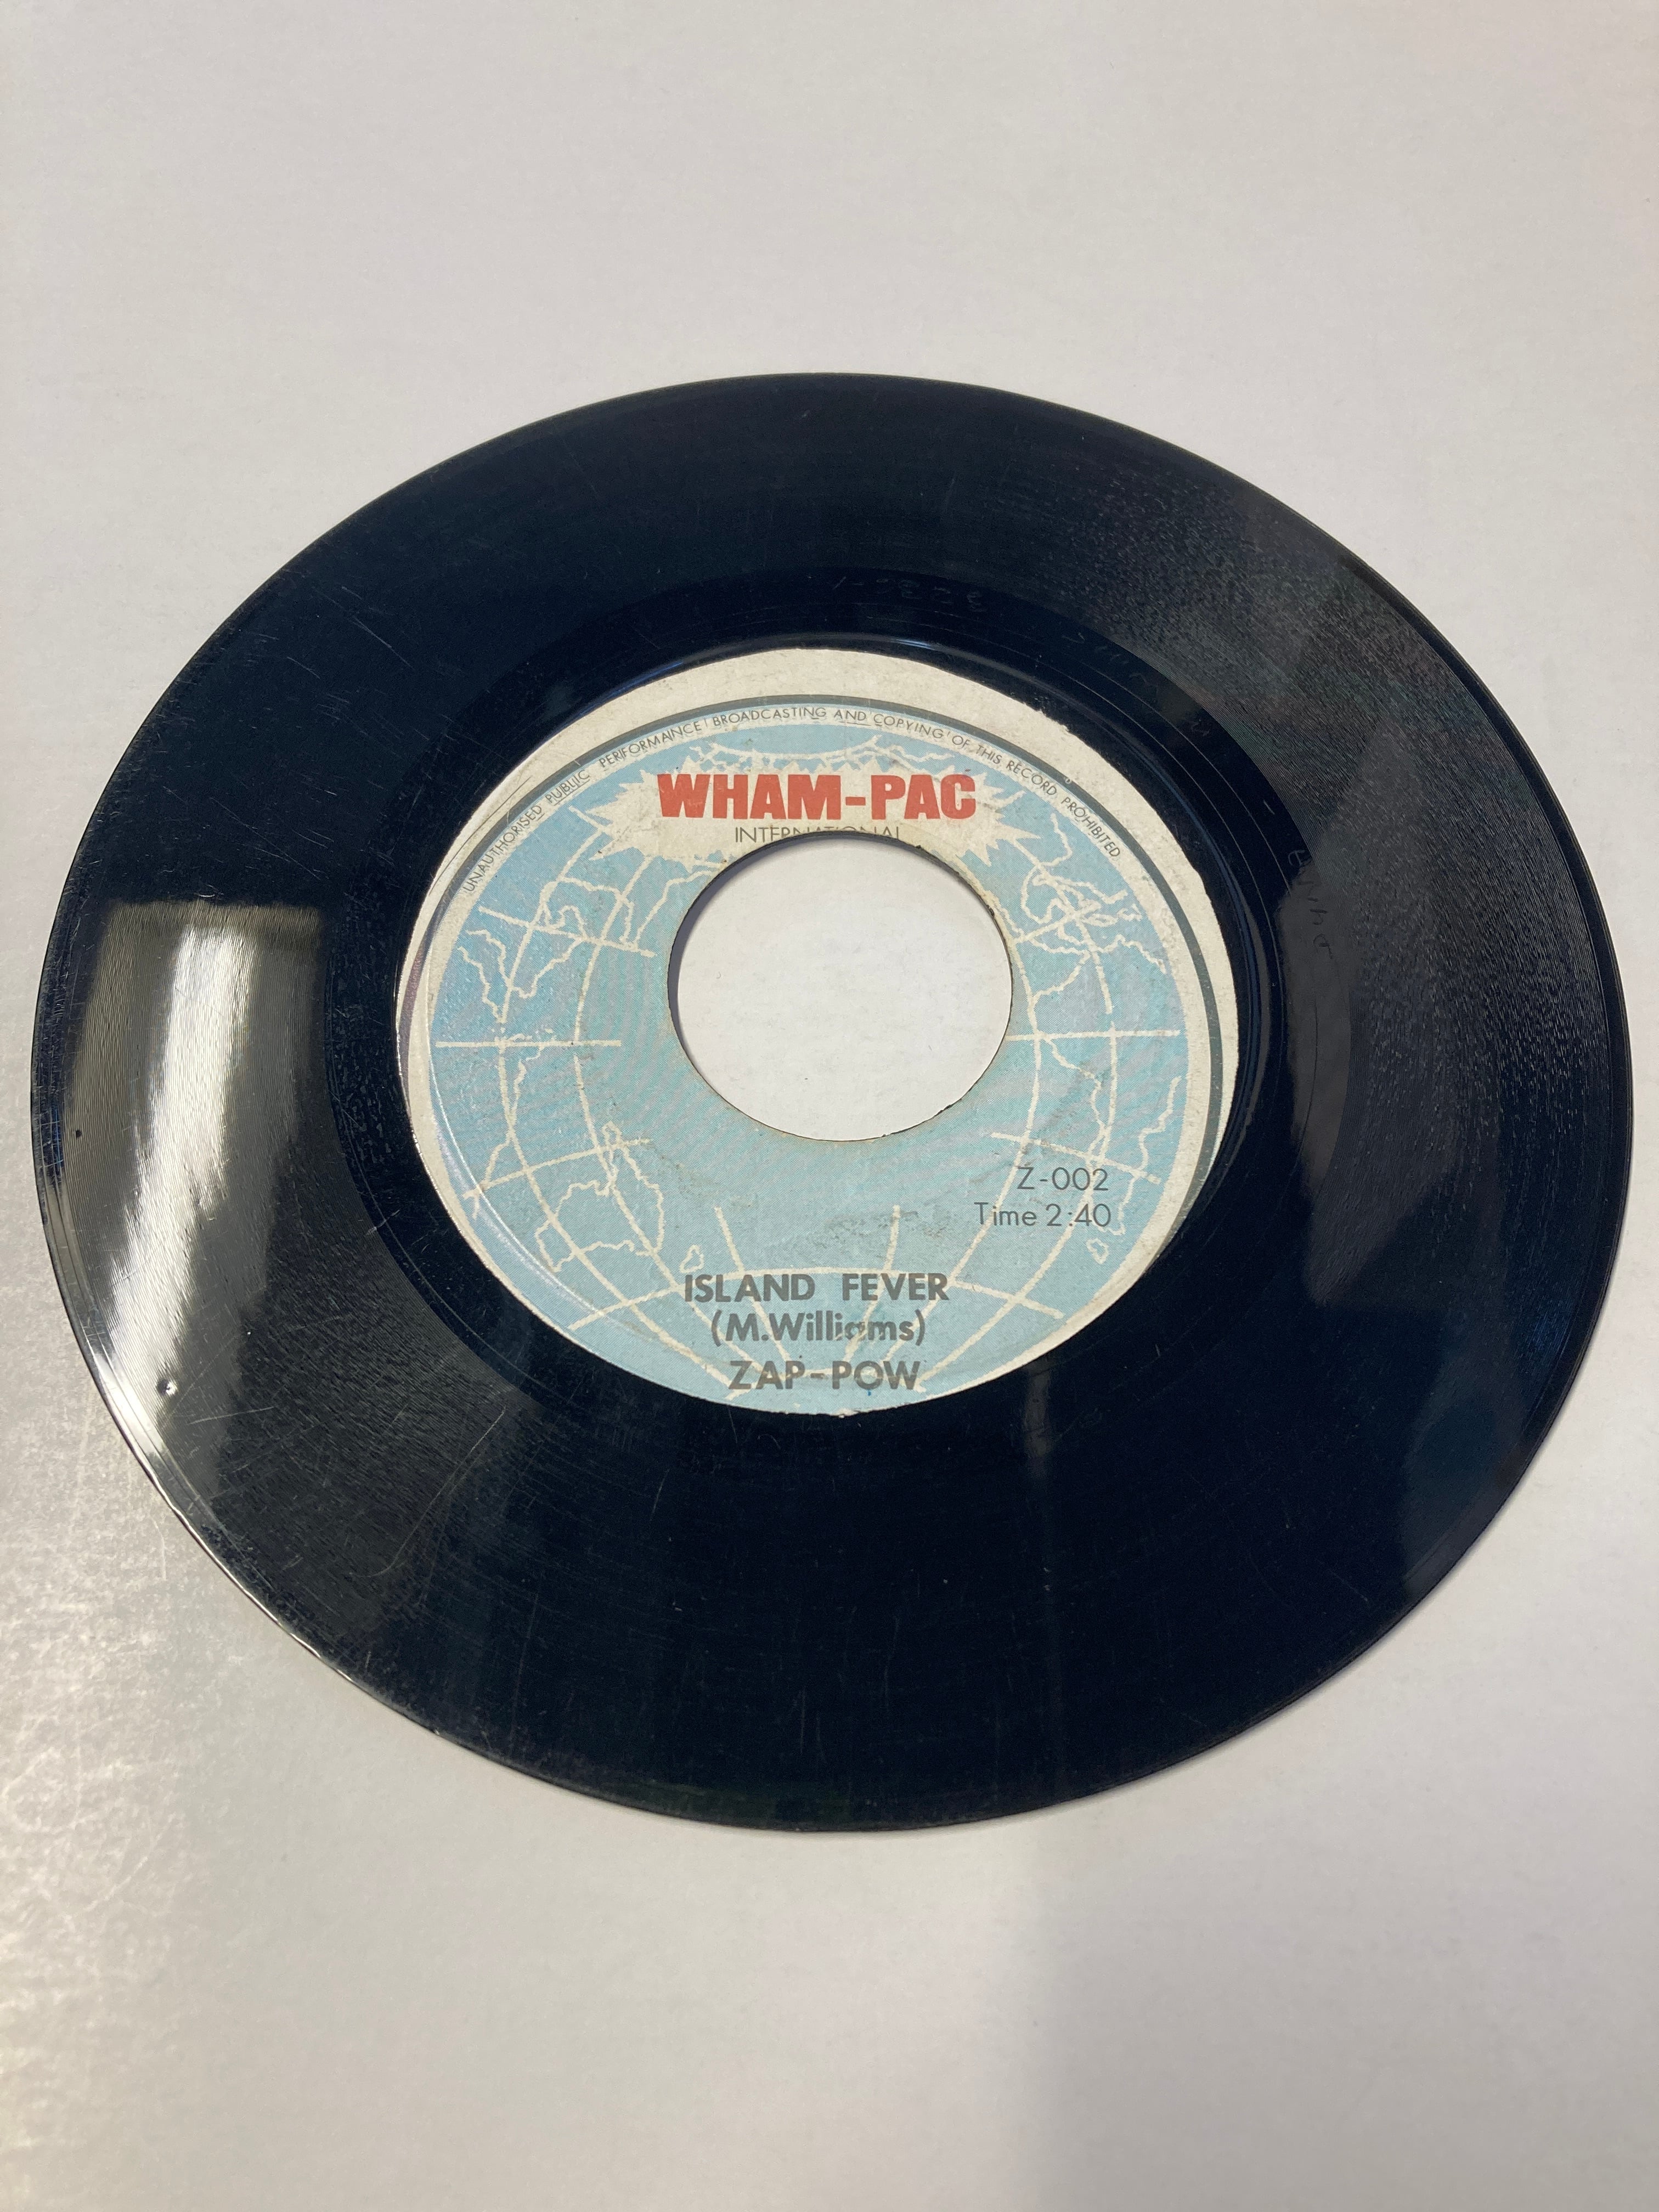 UNAUTHORISED PUBLIC PERFORMANCE BROADCASTING AND COPYING OF THIS RECORD PROHIBITED
WHAM-PAC
INTERNATIONAL
Z-002
Time 2:40
ISLAND FEVER
(M.Williams)
ZAP-POW